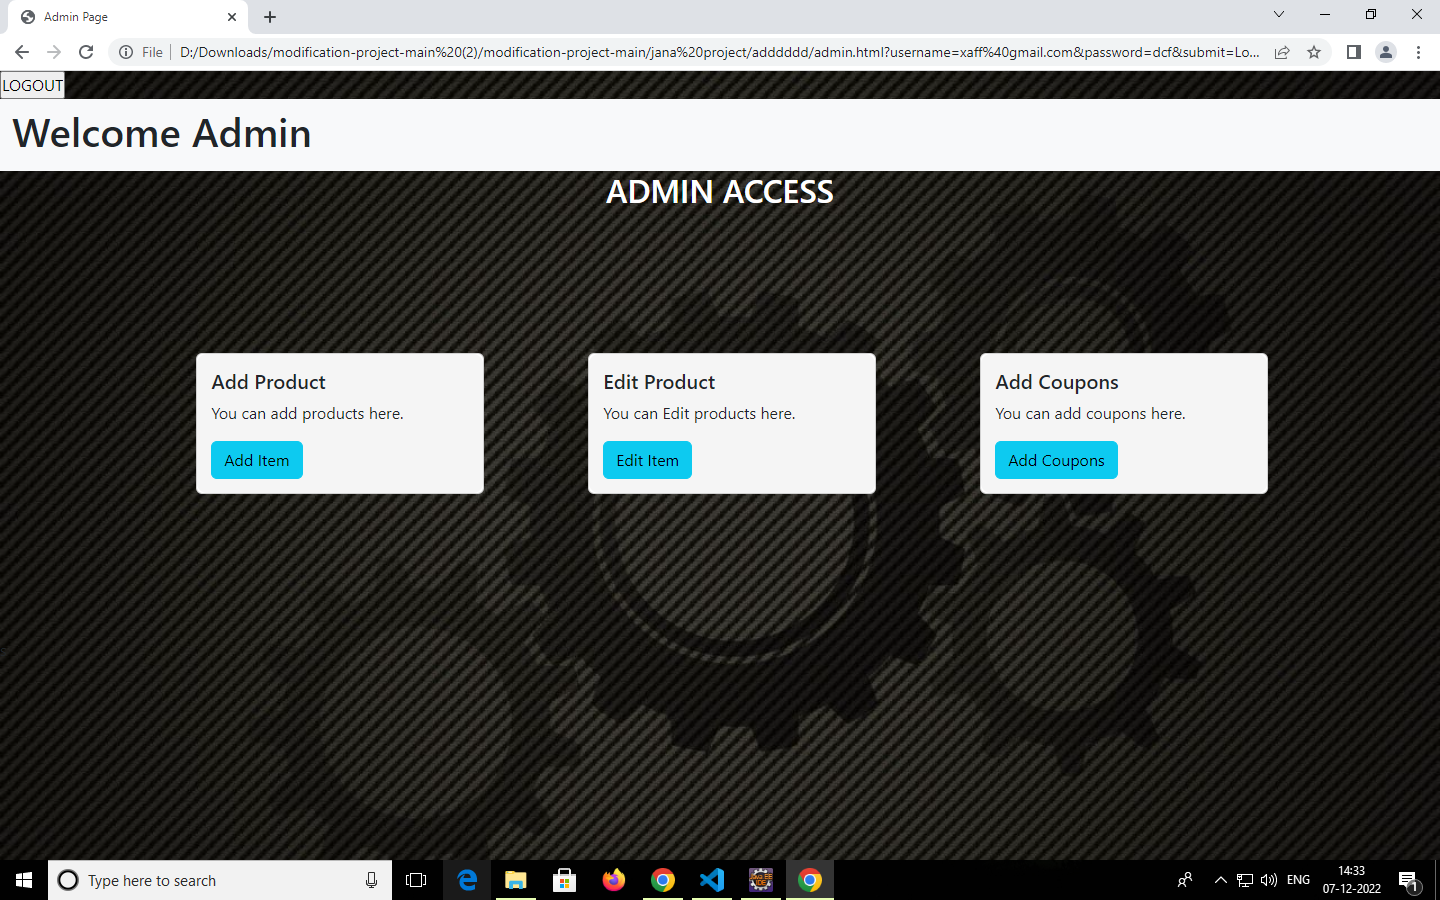 Admin Page
File
D:/Downloads/modification-project-main%20(2)/modification-project-main/jana%20project/adddddd/admin.html?username=xaff%40gmail.com&password=dcf&submit=Lo...
LOGOUT
Welcome Admin
ADMIN ACCESS
Add Product
You can add products here.
Add Item
Edit Product
You can Edit products here.
Edit Item
Add Coupons
You can add coupons here.
Add Coupons
Type here to search
ENG
14:33
07-12-2022
1